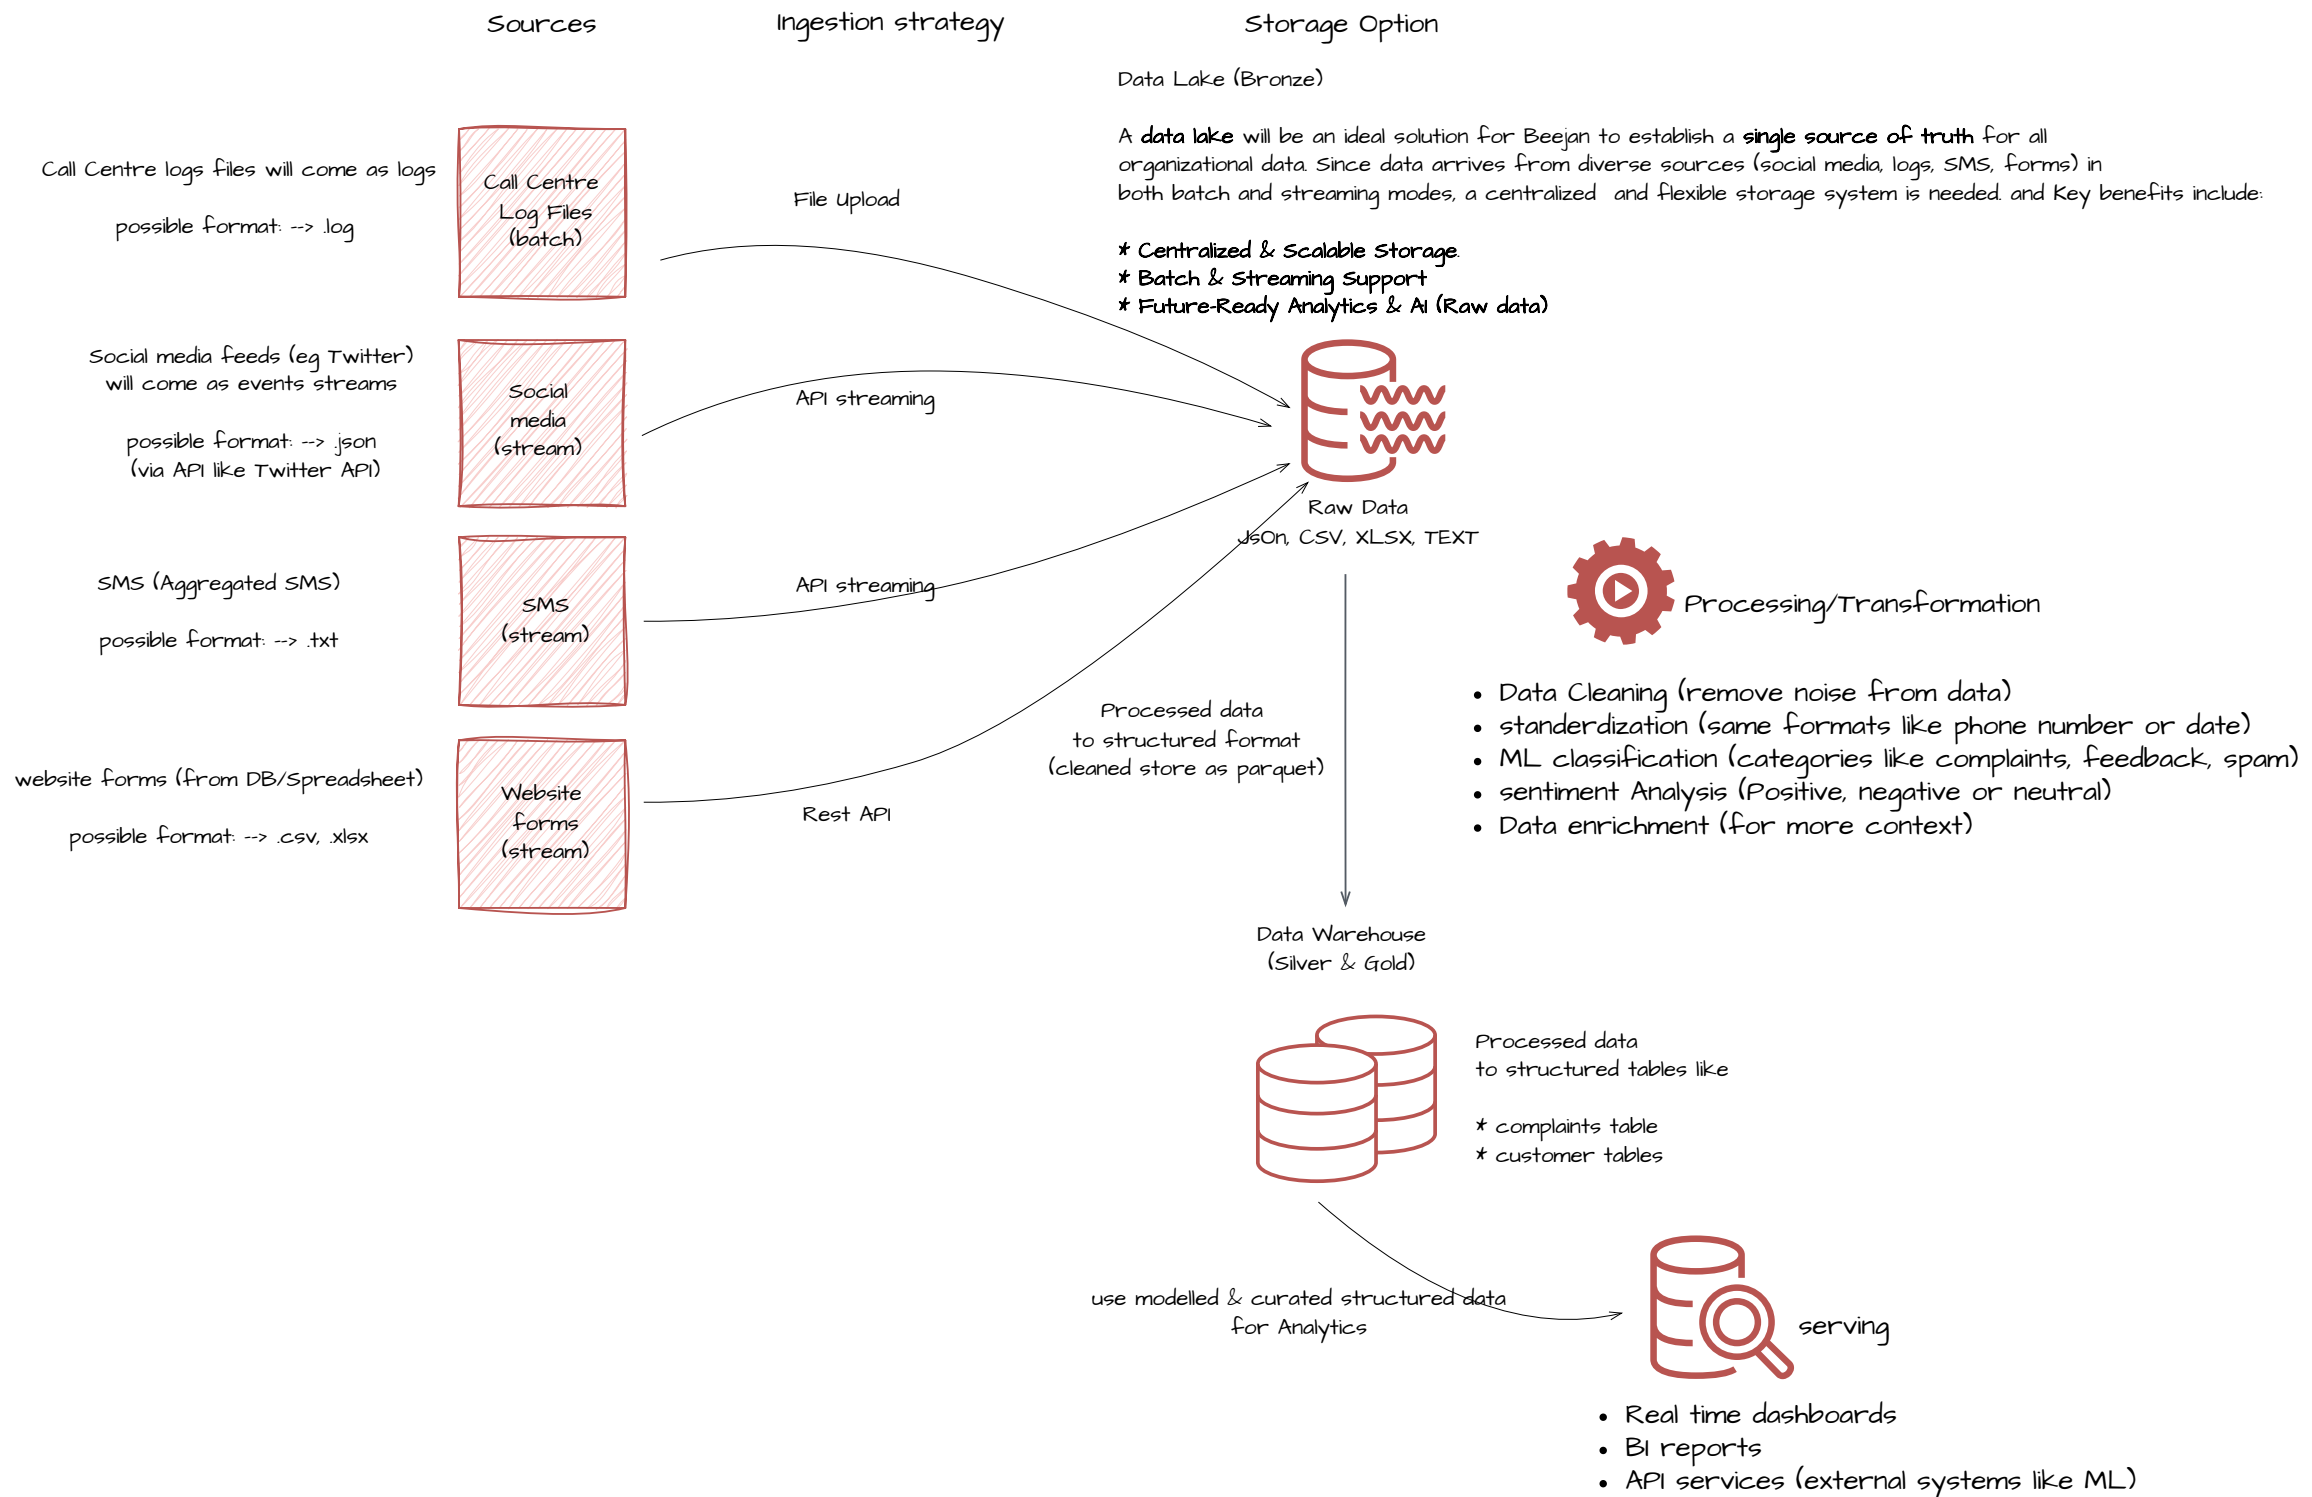 Sources
Ingestion strategy
Storage Option
Data Lake (Bronze)
A data lake will be an ideal solution for Beejan to establish a single source of truth for all
organizational data. Since data arrives from diverse sources (social media, logs, SMS, forms) in
both batch and streaming modes, a centralized  and flexible storage system is needed. and Key benefits include:
* Centralized & Scalable Storage.
* Batch & Streaming Support
* Future-Ready Analytics & AI (Raw data)
Call Centre logs files will come as logs
possible format: --> .log
Call Centre
Log Files
(batch)
File Upload
Social media feeds (eg Twitter)
will come as events streams
possible format: --> .json
(via API like Twitter API)
Social
media
(stream)
API streaming
Raw Data
JsOn, CSV, XLSX, TEXT
SMS (Aggregated SMS)
possible format: --> .txt
SMS
(stream)
API streaming
Processing/Transformation
• Data Cleaning (remove noise from data)
• standerdization (same formats like phone number or date)
• ML classification (categories like complaints, feedback, spam)
• sentiment Analysis (Positive, negative or neutral)
• Data enrichment (for more context)
Processed data
to structured format
(cleaned store as parquet)
website forms (from DB/Spreadsheet)
possible format: --> .csv, .xlsx
Website
forms
(stream)
Rest API
Data Warehouse
(Silver & Gold)
Processed data
to structured tables like
* complaints table
* customer tables
use modelled & curated structured data
for Analytics
serving
• Real time dashboards
• BI reports
• API services (external systems like ML)